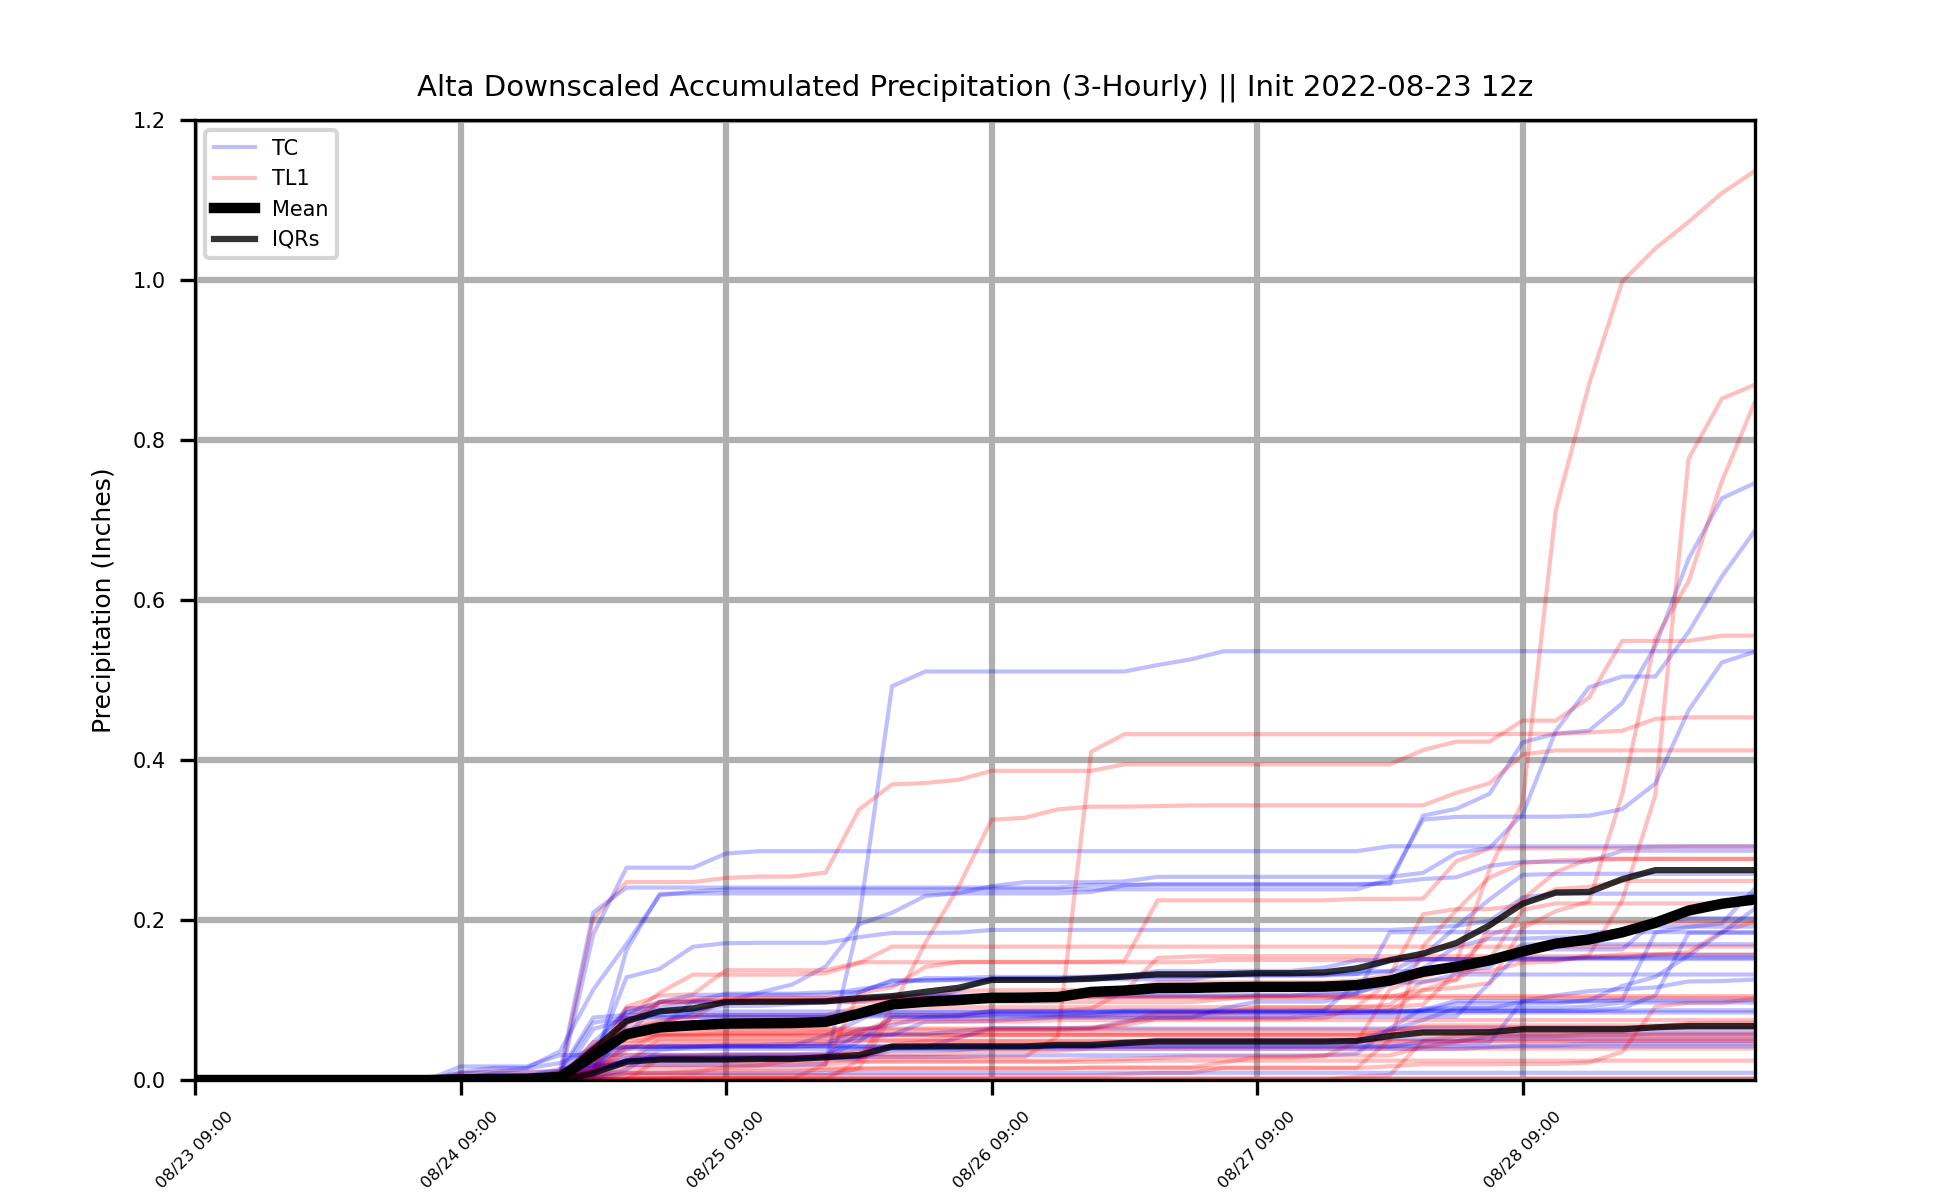 Alta Downscaled Accumulated Precipitation (3-Hourly) || Init 2022-08-23 12z
Precipitation (Inches)
1.2
1.0
0.8
0.6
0.4
0.2
0.0
TC
TL1
Mean
IQRs
08/23 09:00
08/24 09:00
08/25 09:00
08/26 09:00
08/27 09:00
08/28 09:00